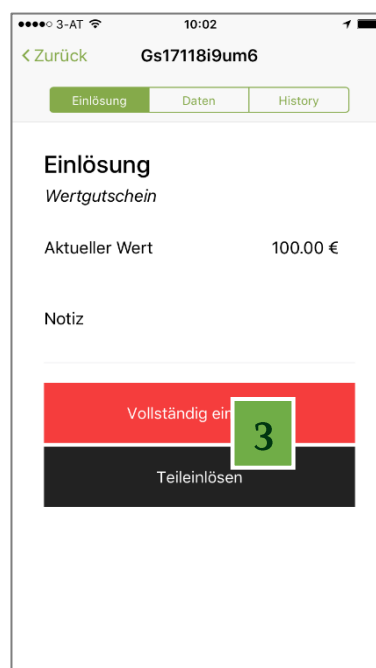 3-AT 10:02
Zurück Gs17118i9um6
Einlösung Daten History
Einlösung
Wertgutschein
Aktueller Wert 100.00 €
Notiz
Vollständig
3
Teileinlösen